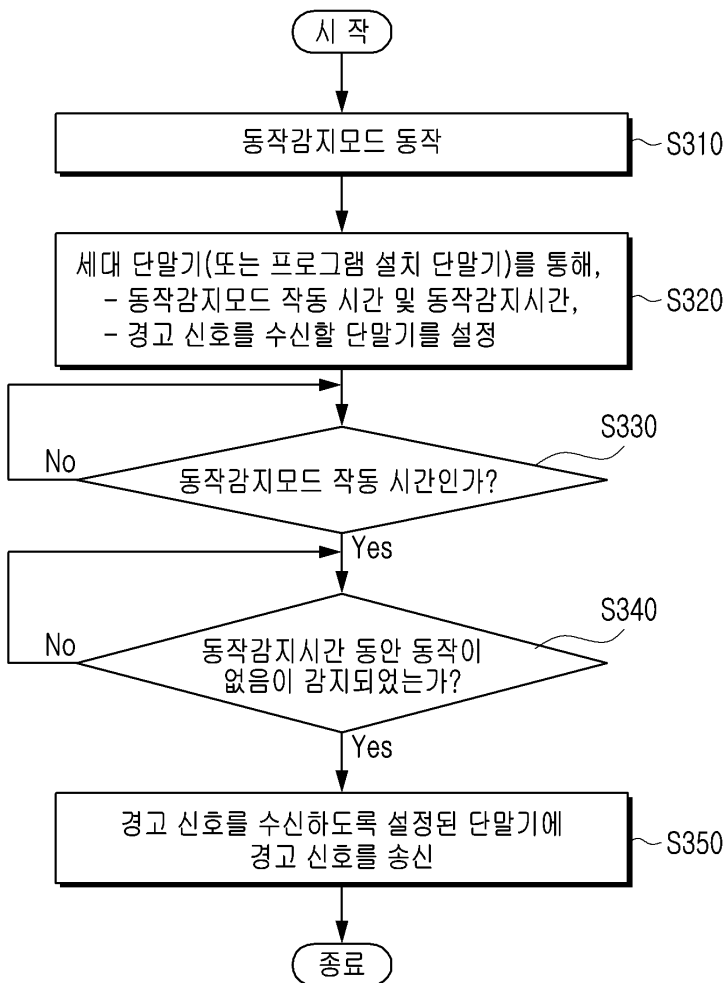 시 작
동작감지모드 동작
S310
세대 단말기(또는 프로그램 설치 단말기)를 통해,
- 동작감지모드 작동 시간 및 동작감지시간,
- 경고 신호를 수신할 단말기를 설정
S320
S330
No
동작감지모드 작동 시간인가?
Yes
S340
No
동작감지시간 동안 동작이
없음이 감지되었는가?
Yes
경고 신호를 수신하도록 설정된 단말기에
경고 신호를 송신
S350
종료